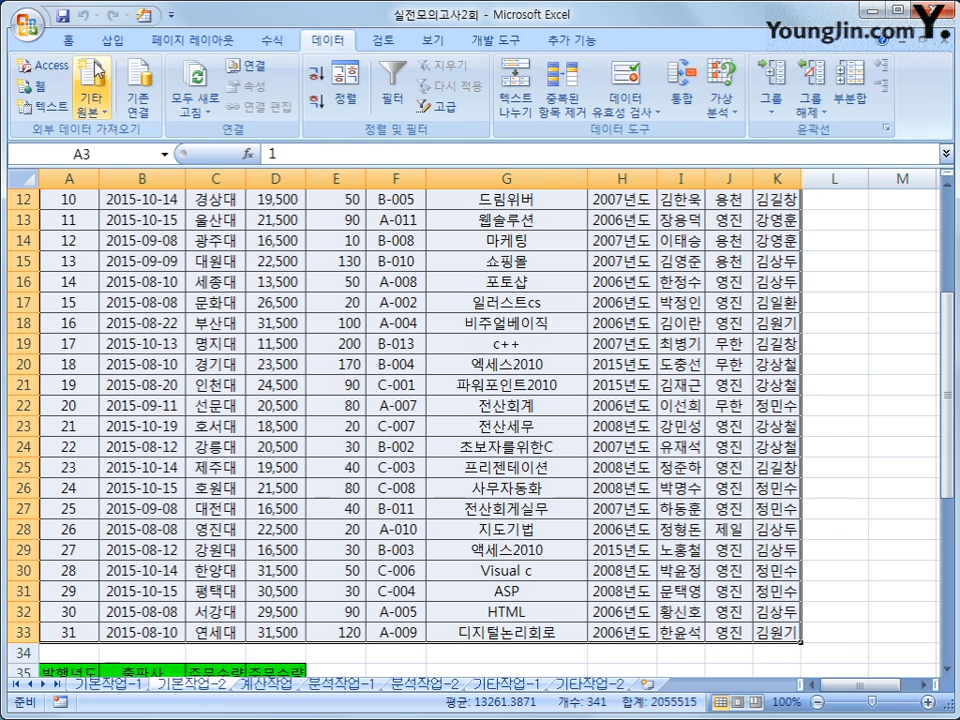 실전모의고사2회 - Microsoft Excel
YoungJin.com Y.
홈 삽입 페이지 레이아웃 수식 데이터 검토 보기 개발 도구 추가 기능
Access
웹
텍스트
기타 원본
기존 연결
모두 새로 고침
연결
속성
연결 편집
정렬
필터
지우기
다시 적용
고급
텍스트 나누기
중복된 항목 제거
데이터 유효성 검사
통합
가상 분석
그룹
그룹 해제
부분합
외부 데이터 가져오기 연결 정렬 및 필터 데이터 도구 윤곽선
A3 fx 1
A B C D E F G H I J K L M
12 10 2015-10-14 경상대 19,500 50 B-005 드림위버 2007년도 김한욱 용천 김길창
13 11 2015-10-15 울산대 21,500 90 A-011 웹솔루션 2006년도 장용덕 영진 강영훈
14 12 2015-09-08 광주대 16,500 10 B-008 마케팅 2007년도 이태승 용천 강영훈
15 13 2015-09-09 대원대 22,500 130 B-010 쇼핑몰 2007년도 김영준 용천 김상두
16 14 2015-08-10 세종대 13,500 50 A-008 포토샵 2006년도 한정수 영진 김상두
17 15 2015-08-08 문화대 26,500 20 A-002 일러스트cs 2006년도 박정인 영진 김일환
18 16 2015-08-22 부산대 31,500 100 A-004 비주얼베이직 2006년도 김이란 영진 김원기
19 17 2015-10-13 명지대 11,500 200 B-013 c++ 2007년도 최병기 무한 김길창
20 18 2015-08-10 경기대 23,500 170 B-004 엑세스2010 2015년도 도충선 무한 강상철
21 19 2015-08-20 인천대 24,500 90 C-001 파워포인트2010 2015년도 김재근 영진 강상철
22 20 2015-09-11 선문대 20,500 80 A-007 전산회계 2006년도 이선희 무한 정민수
23 21 2015-10-19 호서대 18,500 20 C-007 전산세무 2008년도 강민성 영진 강상철
24 22 2015-08-12 강릉대 20,500 30 B-002 초보자를위한C 2007년도 유재석 영진 강상철
25 23 2015-10-14 제주대 19,500 40 C-003 프리젠테이션 2008년도 정준하 영진 김길창
26 24 2015-10-15 호원대 21,500 80 C-008 사무자동화 2008년도 박명수 영진 정민수
27 25 2015-09-08 대전대 16,500 40 B-011 전산회계실무 2007년도 하동훈 영진 정민수
28 26 2015-08-08 영진대 22,500 20 A-010 지도기법 2006년도 정형돈 제일 김상두
29 27 2015-08-12 강원대 16,500 30 B-003 액세스2010 2015년도 노홍철 영진 김상두
30 28 2015-10-14 한양대 31,500 50 C-006 Visual c 2008년도 박윤정 영진 정민수
31 29 2015-10-15 평택대 30,500 30 C-004 ASP 2008년도 문택영 영진 정민수
32 30 2015-08-08 서강대 29,500 90 A-005 HTML 2006년도 황신호 영진 김상두
33 31 2015-08-10 연세대 31,500 120 A-009 디지털논리회로 2006년도 한윤석 영진 김원기
34
35 발행년도 출판사 주문수량 주문수량
기본작업-1 기본작업-2 계산작업 분석작업-1 분석작업-2 기타작업-1 기타작업-2
준비 평균: 13261.3871 개수: 341 합계: 2055515 100%